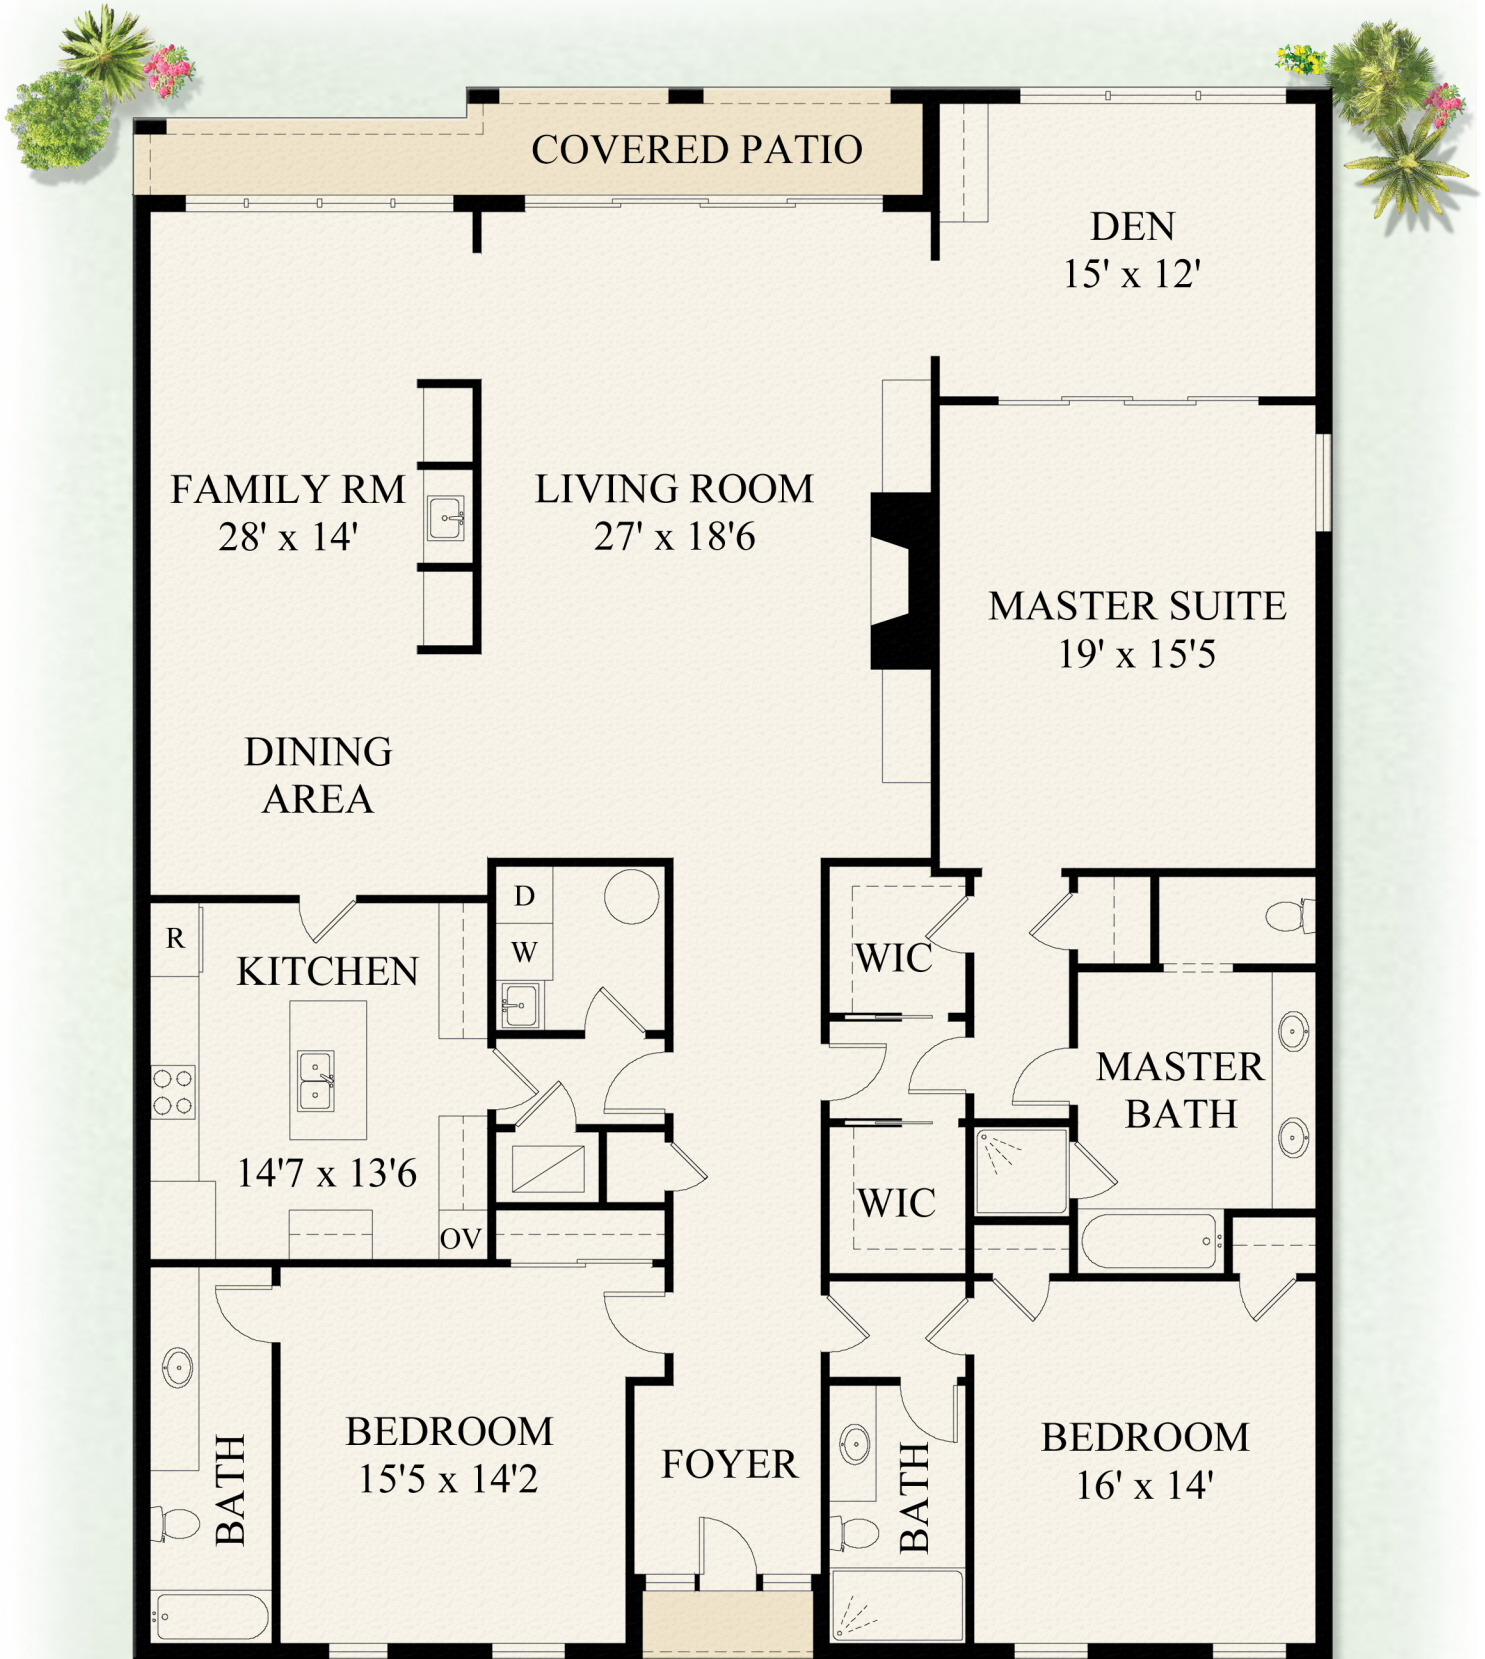 COVERED PATIO
DEN
15' x 12'
FAMILY RM
28' x 14'
LIVING ROOM
27' x 18'6
MASTER SUITE
19' x 15'5
DINING
AREA
D
W
R
KITCHEN
14'7 x 13'6
OV
WIC
WIC
MASTER
BATH
BATH
BEDROOM
15'5 x 14'2
FOYER
BATH
BEDROOM
16' x 14'